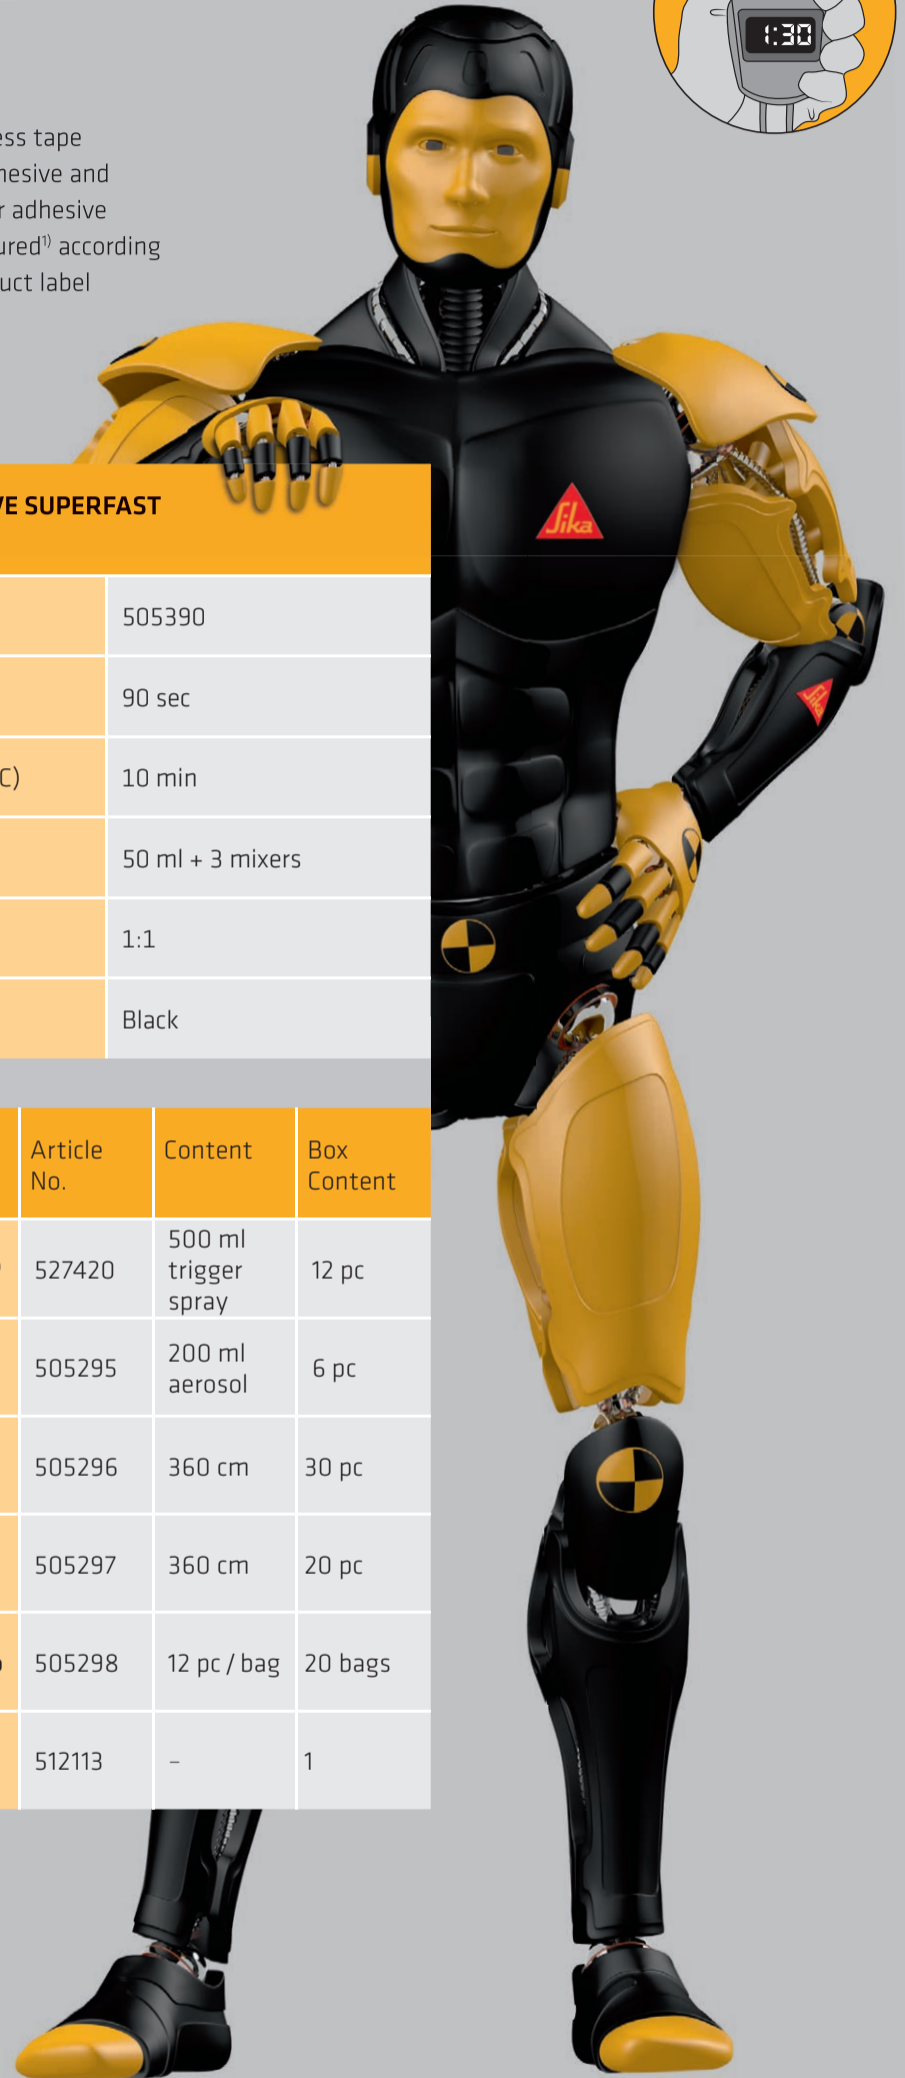 1:30
ess tape
hesive and
r adhesive
ured¹⁾ according
uct label
VE SUPERFAST
Sika
505390
90 sec
Sika
C) 10 min
50 ml + 3 mixers
1:1
Black
Article
No.
Content
Box
Content
527420
500 ml
trigger
spray
12 pc
505295
200 ml
aerosol
6 pc
505296 360 cm 30 pc
505297 360 cm 20 pc
505298 12 pc / bag 20 bags
512113 – 1